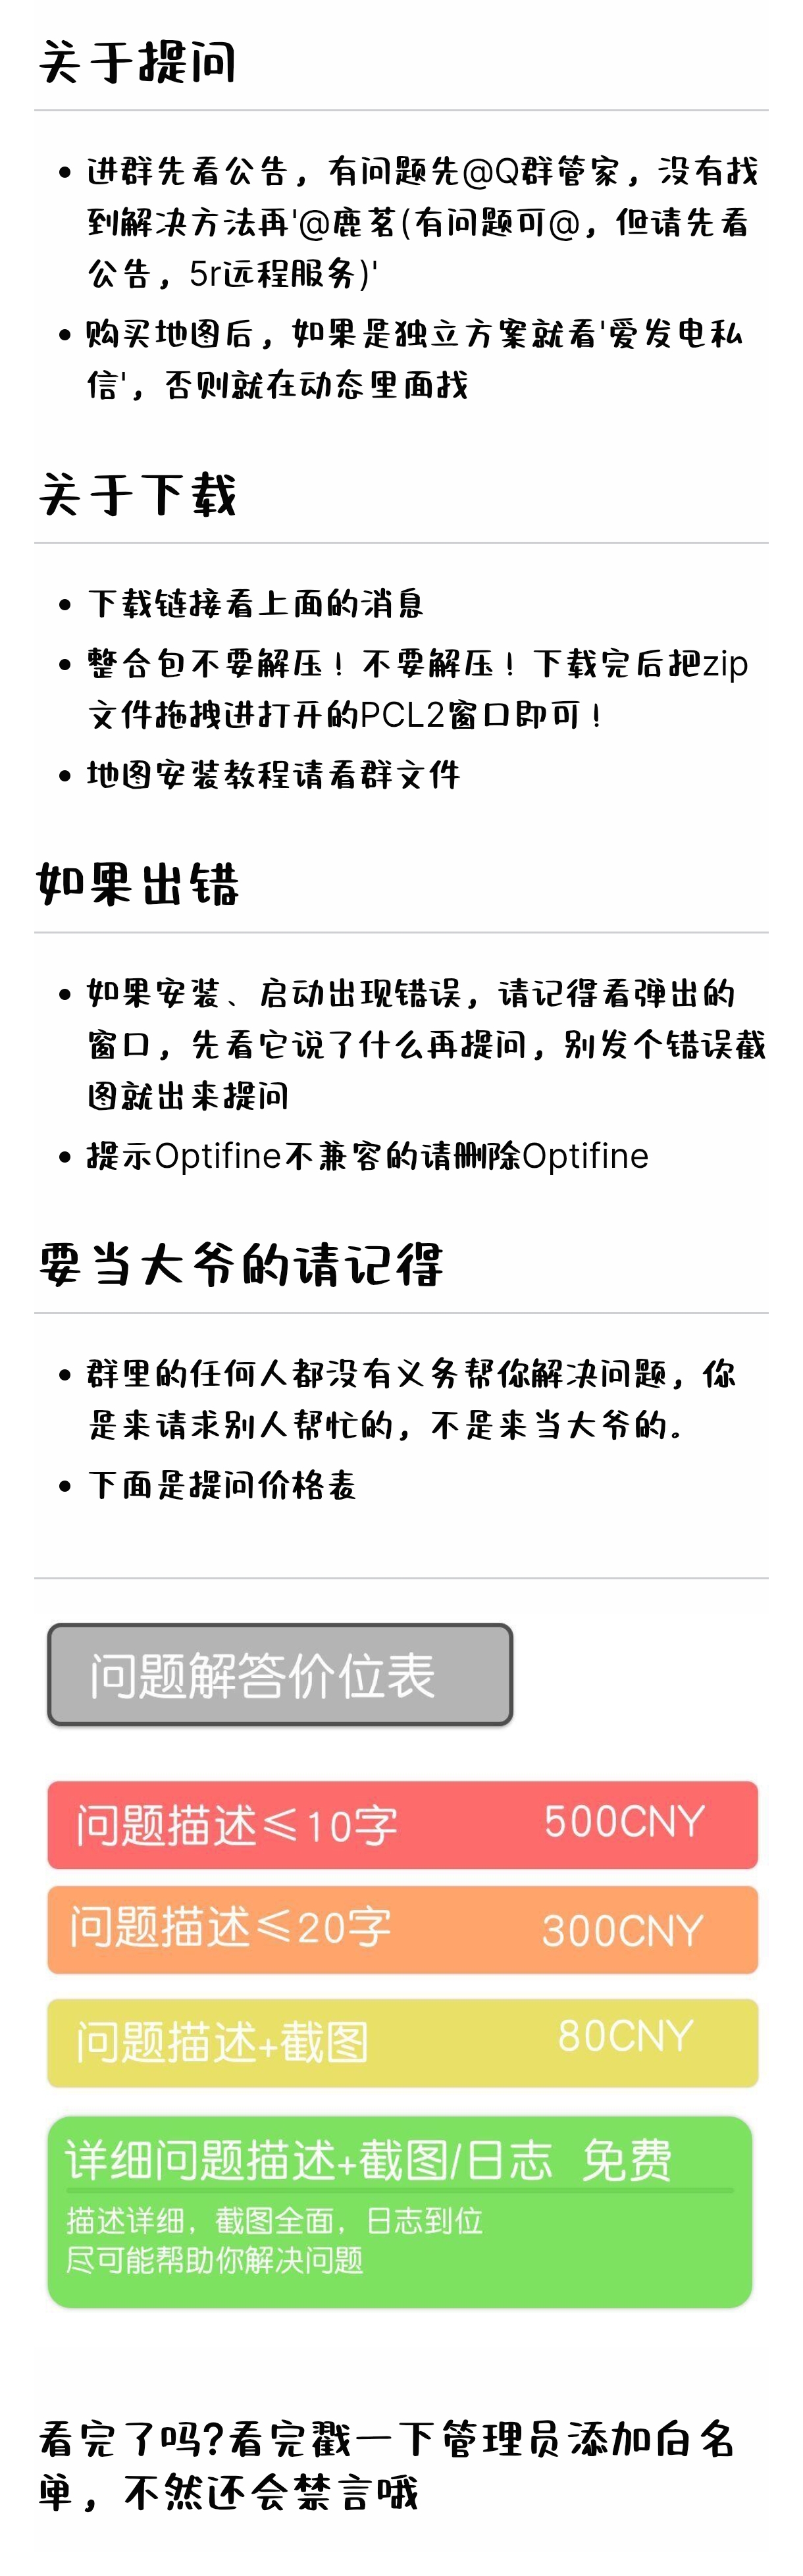 关于提问
进群先看公告，有问题先@Q群管家，没有找
到解决方法再'@鹿茗(有问题可@，但请先看
公告，5r远程服务)'
购买地图后，如果是独立方案就看'爱发电私
信'，否则就在动态里面找
关于下载
下载链接看上面的消息
整合包不要解压！不要解压！下载完后把zip
文件拖拽进打开的PCL2窗口即可！
地图安装教程请看群文件
如果出错
如果安装、启动出现错误，请记得看弹出的
窗口，先看它说了什么再提问，别发个错误截
图就出来提问
提示Optifine不兼容的请删除Optifine
要当大爷的请记得
群里的任何人都没有义务帮你解决问题，你
是来请求别人帮忙的，不是来当大爷的。
下面是提问价格表
问题解答价位表
问题描述≤10字 500CNY
问题描述≤20字 300CNY
问题描述+截图 80CNY
详细问题描述+截图/日志 免费
描述详细，截图全面，日志到位
尽可能帮助你解决问题
看完了吗?看完戳一下管理员添加白名
单，不然还会禁言哦